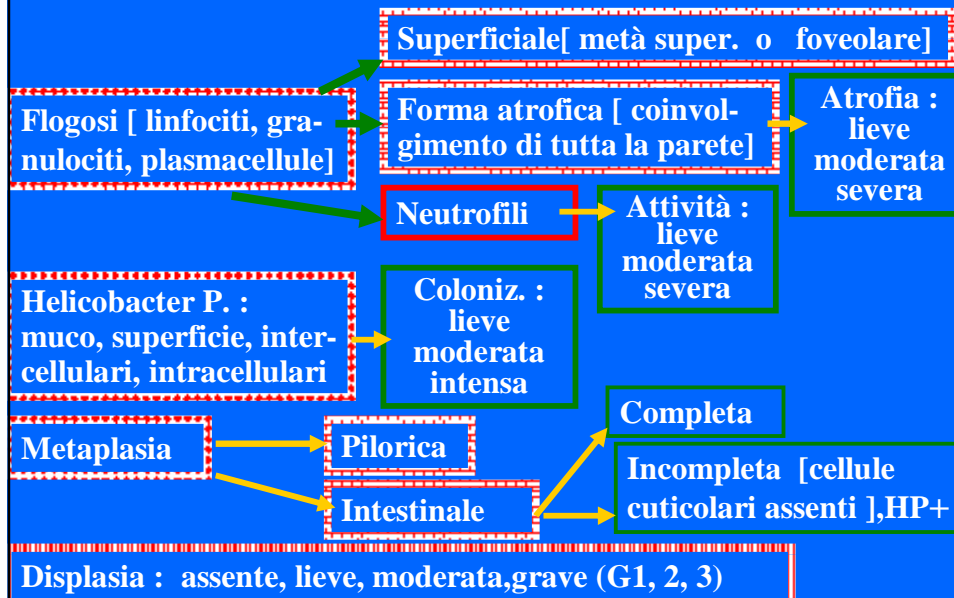 Superficiale[ metà super. o foveolare]
Flogosi [ linfociti, gra-
nulociti, plasmacellule]
Forma atrofica [ coinvol-
gimento di tutta la parete]
Atrofia :
lieve
moderata
severa
Neutrofili
Attività :
lieve
moderata
severa
Helicobacter P. :
muco, superficie, inter-
cellulari, intracellulari
Coloniz. :
lieve
moderata
intensa
Metaplasia
Pilorica
Intestinale
Completa
Incompleta [cellule
cuticolari assenti ],HP+
Displasia : assente, lieve, moderata,grave (G1, 2, 3)